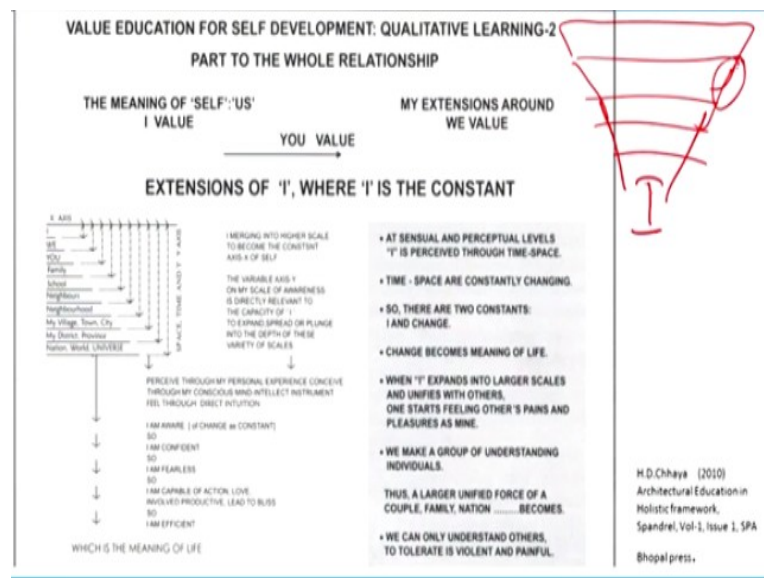 VALUE EDUCATION FOR SELF DEVELOPMENT: QUALITATIVE LEARNING-2
PART TO THE WHOLE RELATIONSHIP
THE MEANING OF 'SELF':'US'
I VALUE
YOU VALUE
MY EXTENSIONS AROUND
WE VALUE
EXTENSIONS OF 'I', WHERE 'I' IS THE CONSTANT
X AXIS
I
WE
YOU
Family
School
Neighbours
Neighbourhood
My Village, Town, City
My District, Province
Nation, World, UNIVERSE
SPACE, TIME AND Y AXIS
I MERGING INTO HIGHER SCALE
TO BECOME THE CONSTANT
AXIS-X OF SELF
THE VARIABLE AXIS-Y
ON MY SCALE OF AWARENESS
IS DIRECTLY RELEVANT TO
THE CAPACITY OF 'I'
TO EXPAND, SPREAD OR PLUNGE
INTO THE DEPTH OF THESE
VARIETY OF SCALES
PERCEIVE THROUGH MY PERSONAL EXPERIENCE CONCEIVE
THROUGH MY CONSCIOUS MIND-INTELLECT INSTRUMENT
FEEL THROUGH DIRECT INTUITION
I AM AWARE [of CHANGE as CONSTANT]
SO
I AM CONFIDENT
SO
I AM FEARLESS
SO
I AM CAPABLE OF ACTION, LOVE
INVOLVED PRODUCTIVE, LEAD TO BLISS
SO
I AM EFFICIENT
WHICH IS THE MEANING OF LIFE
• AT SENSUAL AND PERCEPTUAL LEVELS
"I" IS PERCEIVED THROUGH TIME-SPACE.
• TIME - SPACE ARE CONSTANTLY CHANGING.
• SO, THERE ARE TWO CONSTANTS:
I AND CHANGE.
• CHANGE BECOMES MEANING OF LIFE.
• WHEN "I" EXPANDS INTO LARGER SCALES
AND UNIFIES WITH OTHERS,
ONE STARTS FEELING OTHER'S PAINS AND
PLEASURES AS MINE.
• WE MAKE A GROUP OF UNDERSTANDING
INDIVIDUALS.
THUS, A LARGER UNIFIED FORCE OF A
COUPLE, FAMILY, NATION .......... BECOMES.
• WE CAN ONLY UNDERSTAND OTHERS,
TO TOLERATE IS VIOLENT AND PAINFUL.
I
H.D.Chhaya (2010)
Architectural Education in
Holistic framework,
Spandrel, Vol-1, Issue 1, SPA
Bhopal press.